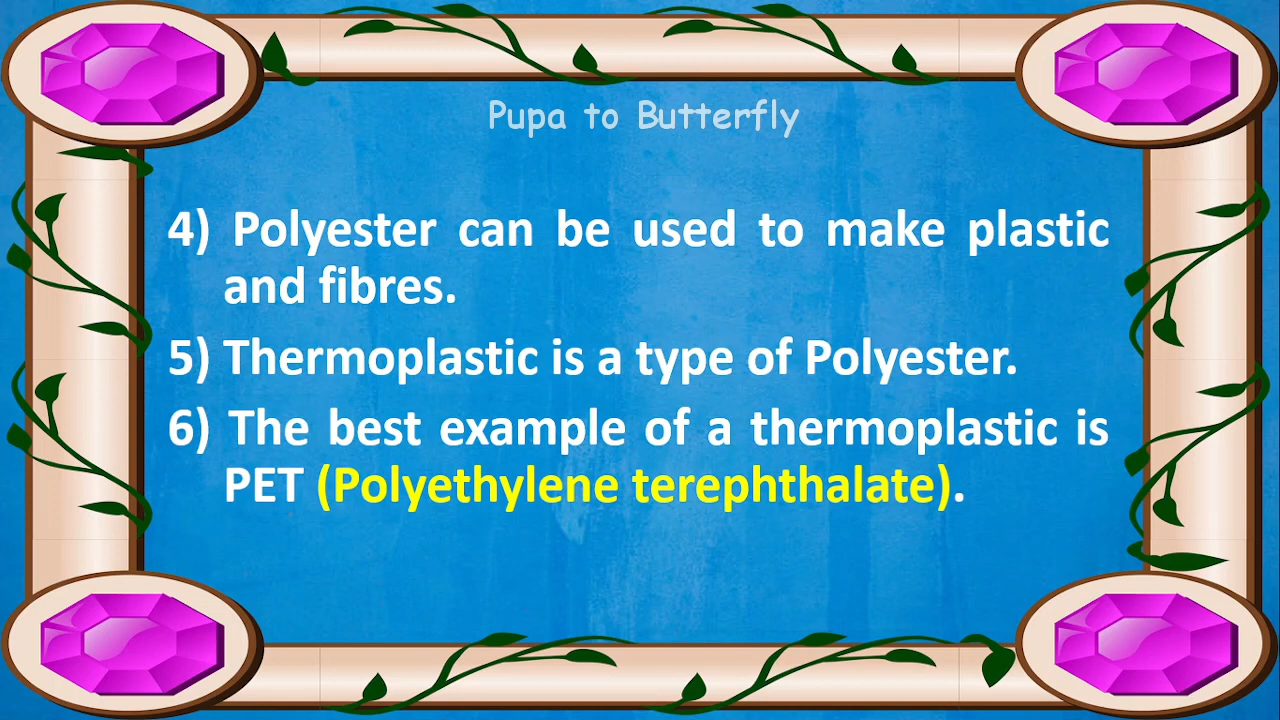 Pupa to Butterfly
4) Polyester can be used to make plastic
and fibres.
5) Thermoplastic is a type of Polyester.
6) The best example of a thermoplastic is
PET (Polyethylene terephthalate).